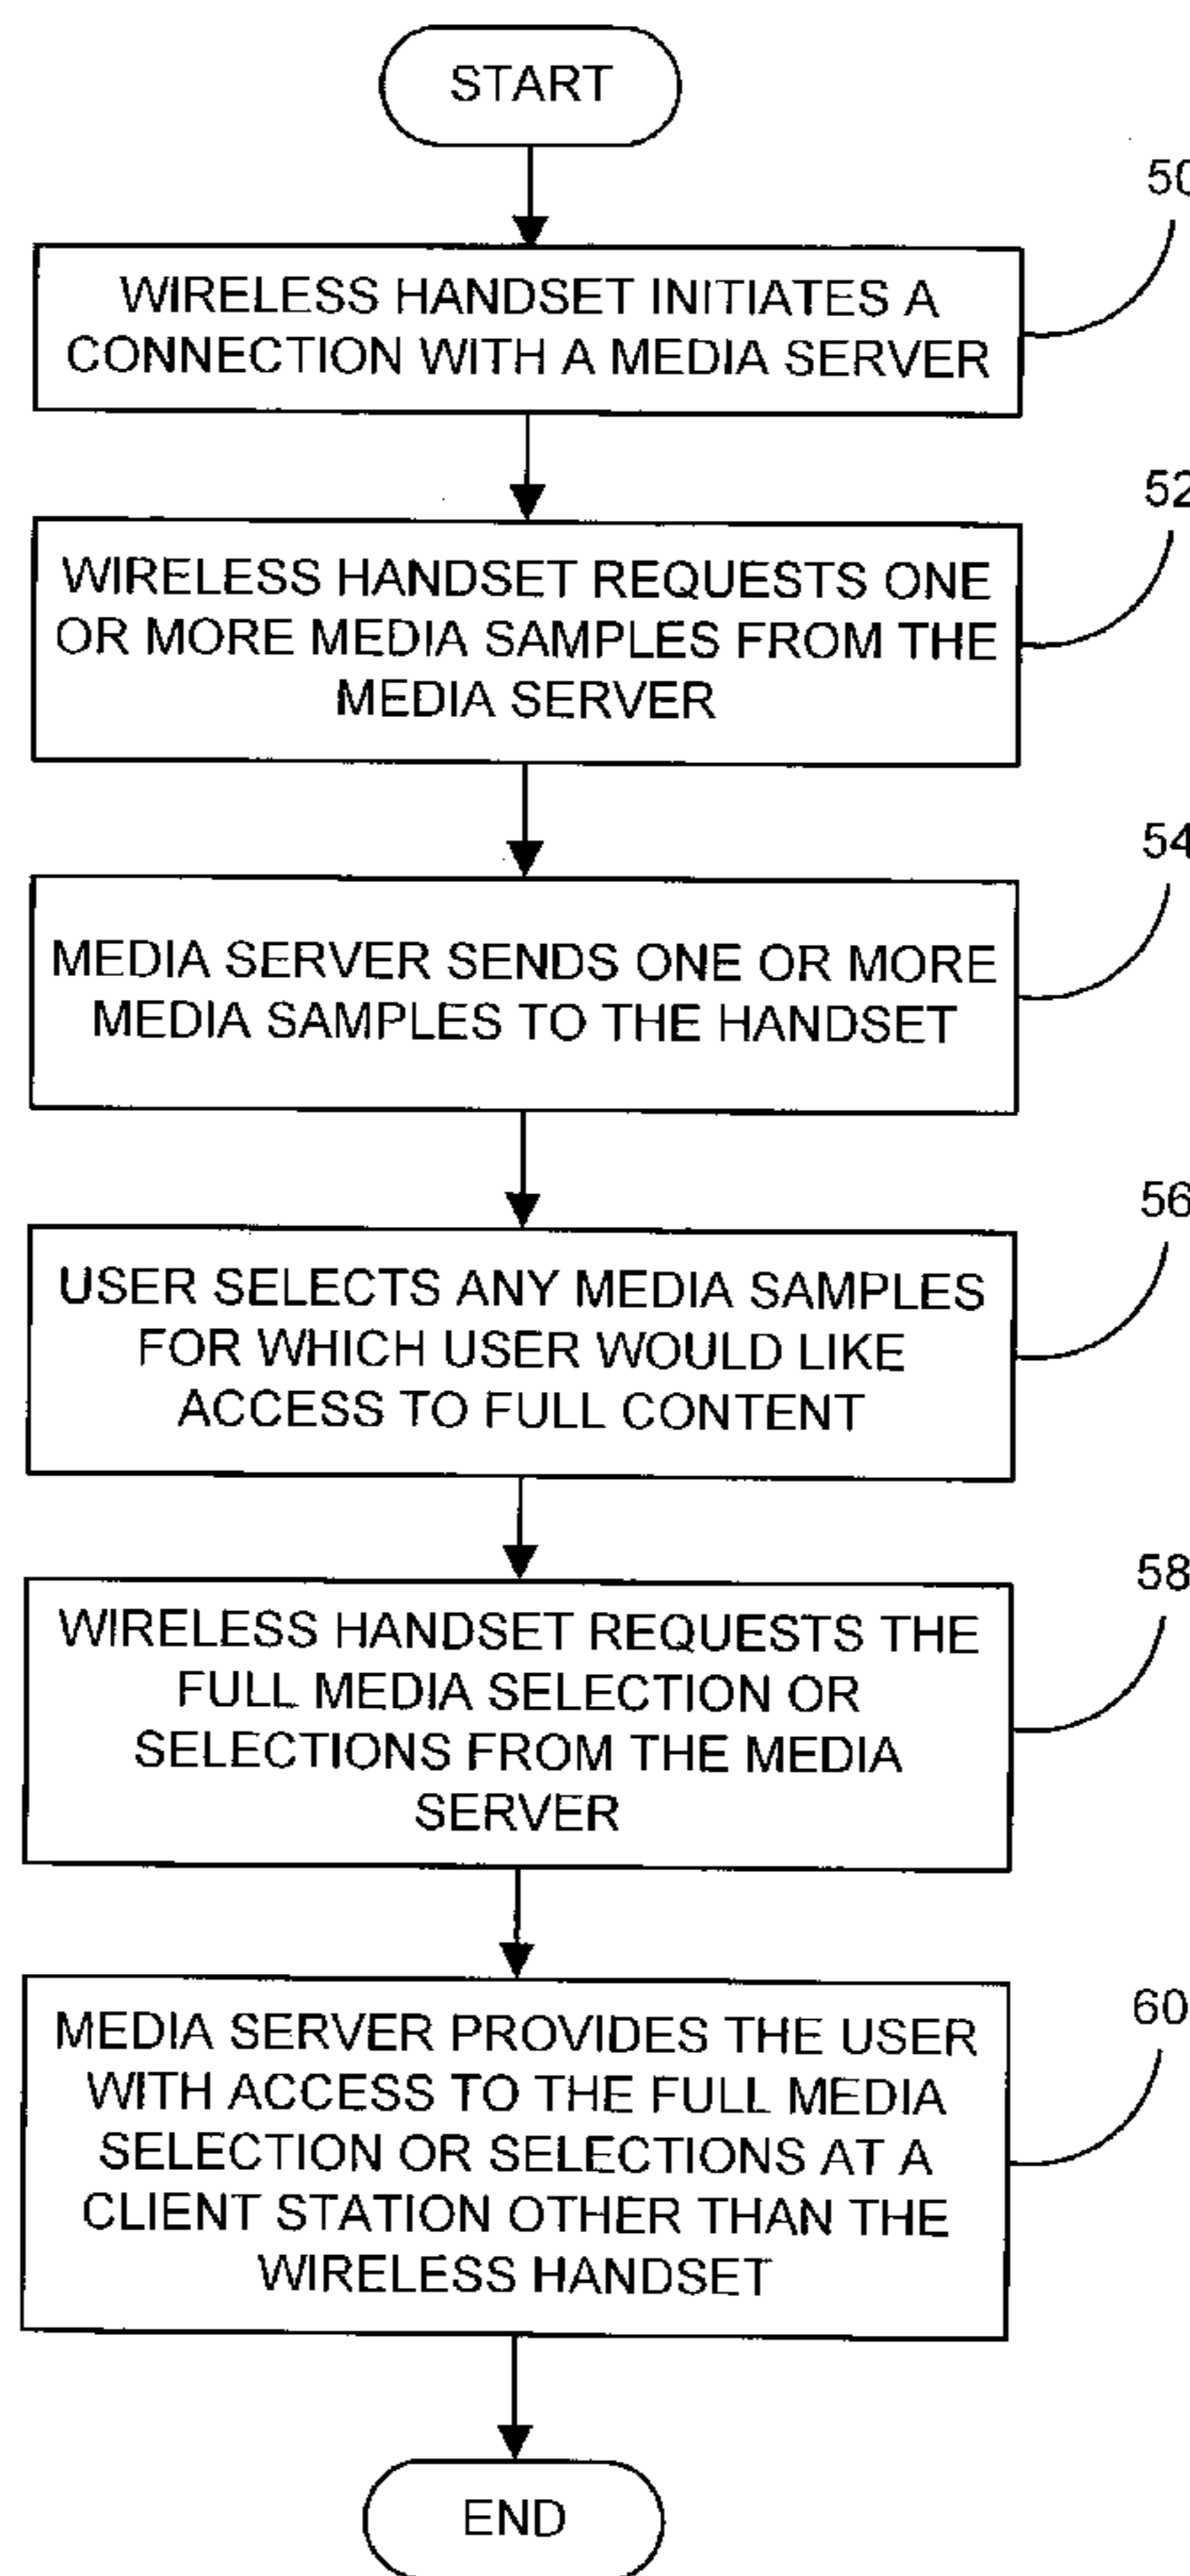 START
50
WIRELESS HANDSET INITIATES A
CONNECTION WITH A MEDIA SERVER
52
WIRELESS HANDSET REQUESTS ONE
OR MORE MEDIA SAMPLES FROM THE
MEDIA SERVER
54
MEDIA SERVER SENDS ONE OR MORE
MEDIA SAMPLES TO THE HANDSET
56
USER SELECTS ANY MEDIA SAMPLES
FOR WHICH USER WOULD LIKE
ACCESS TO FULL CONTENT
58
WIRELESS HANDSET REQUESTS THE
FULL MEDIA SELECTION OR
SELECTIONS FROM THE MEDIA
SERVER
60
MEDIA SERVER PROVIDES THE USER
WITH ACCESS TO THE FULL MEDIA
SELECTION OR SELECTIONS AT A
CLIENT STATION OTHER THAN THE
WIRELESS HANDSET
END